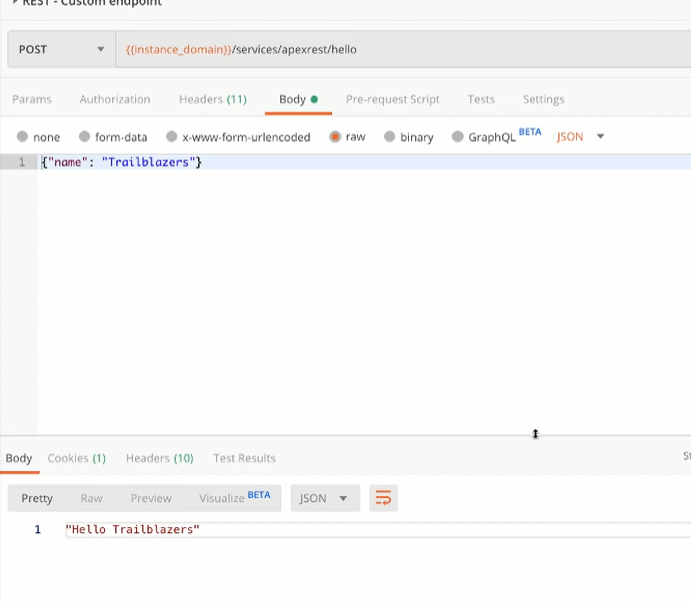 REST - Custom endpoint
POST {{instance_domain}}/services/apexrest/hello
Params Authorization Headers (11) Body Pre-request Script Tests Settings
none form-data x-www-form-urlencoded raw binary GraphQL BETA JSON
1 {"name": "Trailblazers"}
Body Cookies (1) Headers (10) Test Results
Pretty Raw Preview Visualize BETA JSON
1 "Hello Trailblazers"